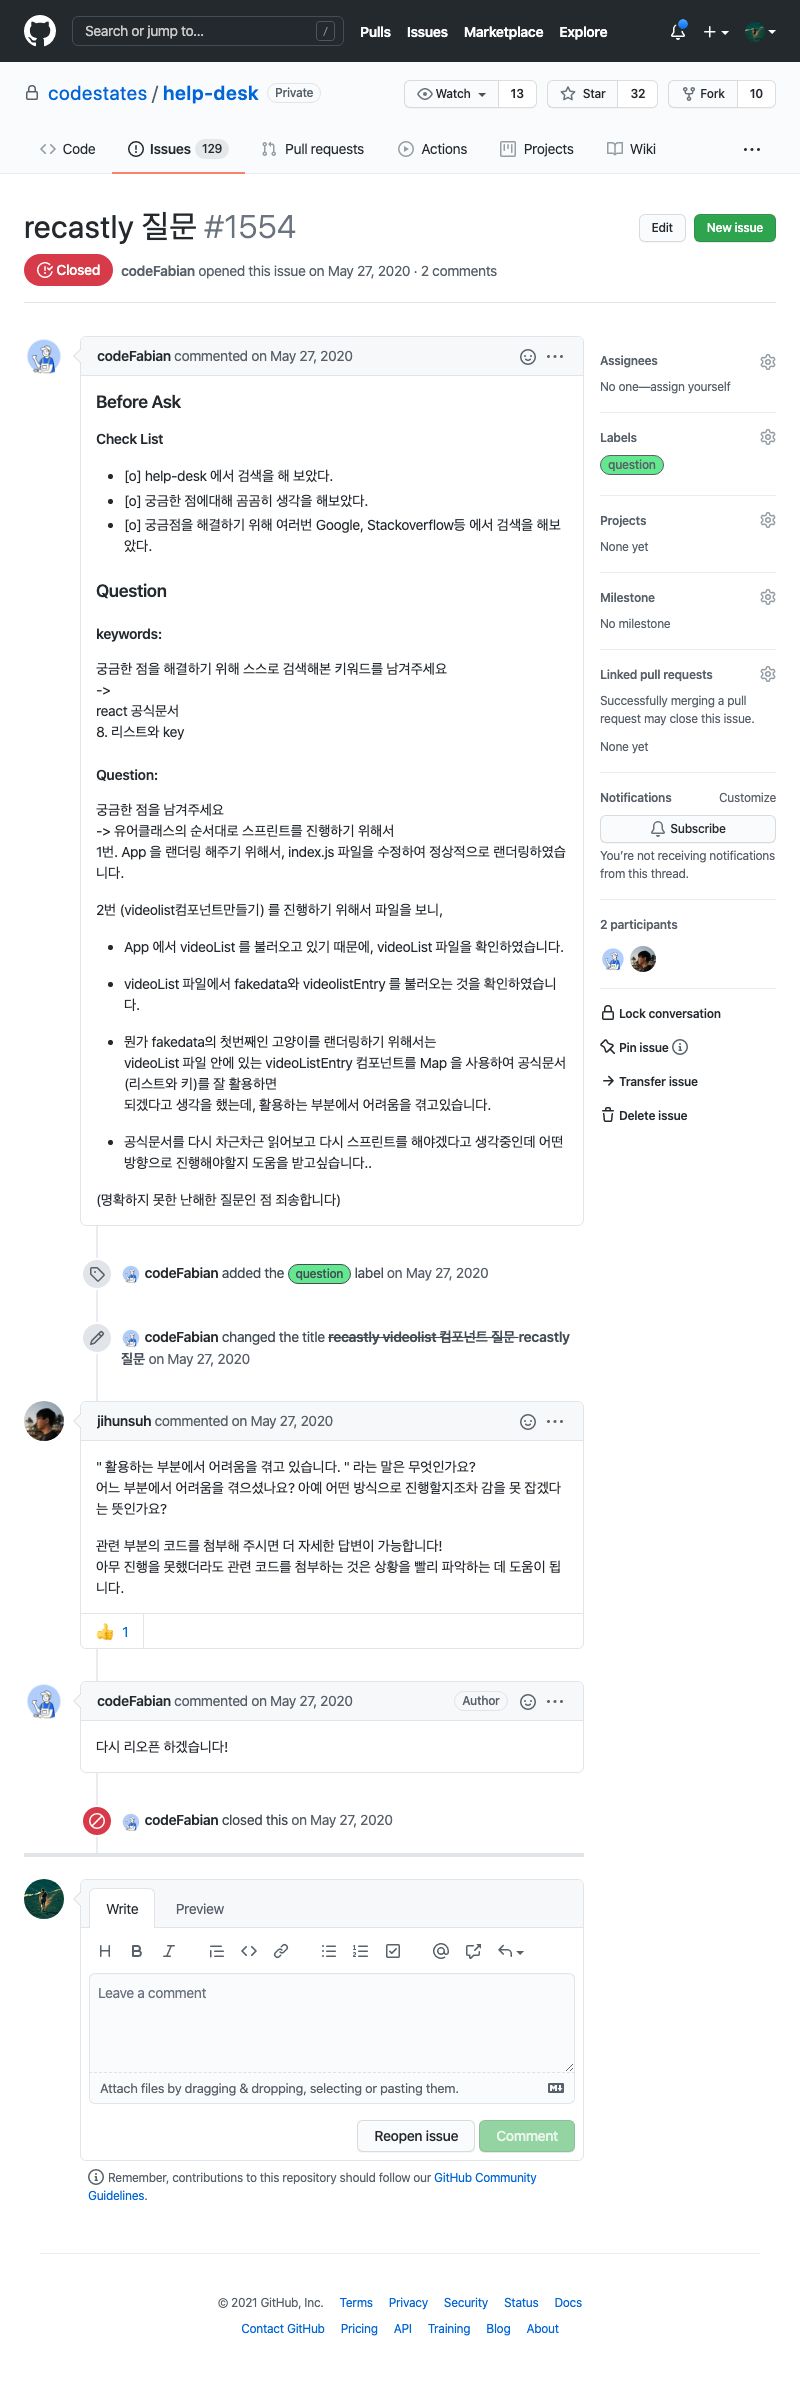 Search or jump to...
/
Pulls
Issues
Marketplace
Explore
codestates / help-desk
Private
Watch
13
Star
32
Fork
10
Code
Issues
129
Pull requests
Actions
Projects
Wiki
recastly 질문 #1554
Edit
New issue
Closed
codeFabian opened this issue on May 27, 2020 · 2 comments
codeFabian commented on May 27, 2020
Before Ask
Check List
[o] help-desk 에서 검색을 해 보았다.
[o] 궁금한 점에대해 곰곰히 생각을 해보았다.
[o] 궁금점을 해결하기 위해 여러번 Google, Stackoverflow등 에서 검색을 해보
았다.
Question
keywords:
궁금한 점을 해결하기 위해 스스로 검색해본 키워드를 남겨주세요
->
react 공식문서
8. 리스트와 key
Question:
궁금한 점을 남겨주세요
-> 유어클래스의 순서대로 스프린트를 진행하기 위해서
1번. App 을 랜더링 해주기 위해서, index.js 파일을 수정하여 정상적으로 랜더링하였습
니다.
2번 (videolist컴포넌트만들기) 를 진행하기 위해서 파일을 보니,
App 에서 videoList 를 불러오고 있기 때문에, videoList 파일을 확인하였습니다.
videoList 파일에서 fakedata와 videolistEntry 를 불러오는 것을 확인하였습니
다.
뭔가 fakedata의 첫번째인 고양이를 랜더링하기 위해서는
videoList 파일 안에 있는 videoListEntry 컴포넌트를 Map 을 사용하여 공식문서
(리스트와 키)를 잘 활용하면
되겠다고 생각을 했는데, 활용하는 부분에서 어려움을 겪고있습니다.
공식문서를 다시 차근차근 읽어보고 다시 스프린트를 해야겠다고 생각중인데 어떤
방향으로 진행해야할지 도움을 받고싶습니다..
(명확하지 못한 난해한 질문인 점 죄송합니다)
codeFabian added the question label on May 27, 2020
codeFabian changed the title recastly videolist 컴포넌트 질문 recastly
질문 on May 27, 2020
jihunsuh commented on May 27, 2020
" 활용하는 부분에서 어려움을 겪고 있습니다. " 라는 말은 무엇인가요?
어느 부분에서 어려움을 겪으셨나요? 아예 어떤 방식으로 진행할지조차 감을 못 잡겠다
는 뜻인가요?
관련 부분의 코드를 첨부해 주시면 더 자세한 답변이 가능합니다!
아무 진행을 못했더라도 관련 코드를 첨부하는 것은 상황을 빨리 파악하는 데 도움이 됩
니다.
👍 1
codeFabian commented on May 27, 2020
Author
다시 리오픈 하겠습니다!
codeFabian closed this on May 27, 2020
Write
Preview
Leave a comment
Attach files by dragging & dropping, selecting or pasting them.
Reopen issue
Comment
Remember, contributions to this repository should follow our GitHub Community
Guidelines.
Assignees
No one—assign yourself
Labels
question
Projects
None yet
Milestone
No milestone
Linked pull requests
Successfully merging a pull
request may close this issue.
None yet
Notifications
Customize
Subscribe
You're not receiving notifications
from this thread.
2 participants
Lock conversation
Pin issue
Transfer issue
Delete issue
© 2021 GitHub, Inc.
Terms
Privacy
Security
Status
Docs
Contact GitHub
Pricing
API
Training
Blog
About